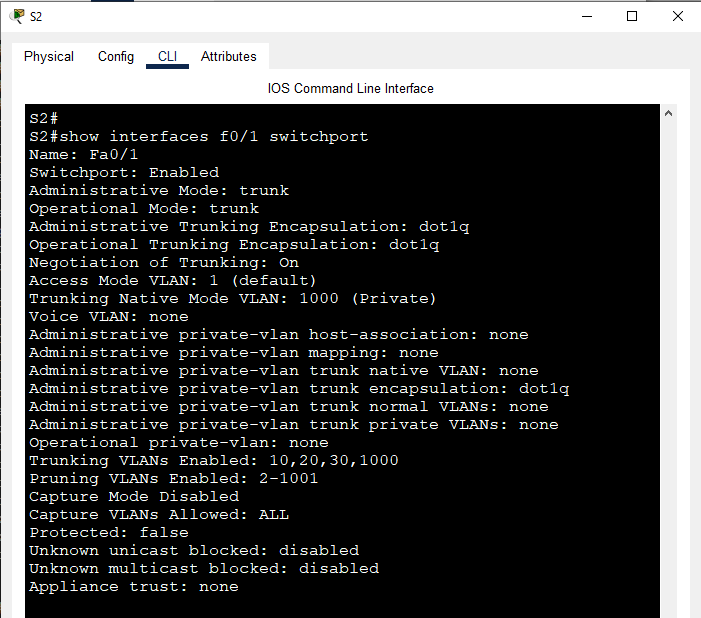 S2
Physical Config CLI Attributes
IOS Command Line Interface
S2#
S2#show interfaces f0/1 switchport
Name: Fa0/1
Switchport: Enabled
Administrative Mode: trunk
Operational Mode: trunk
Administrative Trunking Encapsulation: dot1q
Operational Trunking Encapsulation: dot1q
Negotiation of Trunking: On
Access Mode VLAN: 1 (default)
Trunking Native Mode VLAN: 1000 (Private)
Voice VLAN: none
Administrative private-vlan host-association: none
Administrative private-vlan mapping: none
Administrative private-vlan trunk native VLAN: none
Administrative private-vlan trunk encapsulation: dot1q
Administrative private-vlan trunk normal VLANs: none
Administrative private-vlan trunk private VLANs: none
Operational private-vlan: none
Trunking VLANs Enabled: 10,20,30,1000
Pruning VLANs Enabled: 2-1001
Capture Mode Disabled
Capture VLANs Allowed: ALL
Protected: false
Unknown unicast blocked: disabled
Unknown multicast blocked: disabled
Appliance trust: none